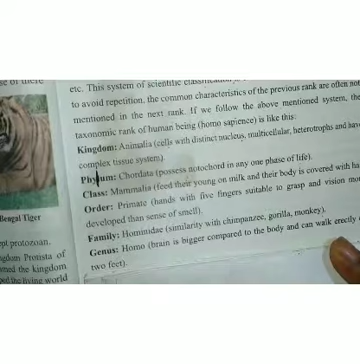 etc. This system of scientific
to avoid repetition, the common characteristics of the previous rank are often not
mentioned in the next rank. If we follow the above mentioned system, the
taxonomic rank of human being (homo sapience) is like this:
Kingdom: Animalia (cells with distinct nucleus, multicellular, heterotrophs and have
complex tissue system).
Phylum: Chordata (possess notochord in any one phase of life).
Class: Mammalia (feed their young on milk and their body is covered with
Order: Primate (hands with five fingers suitable to grasp and vision
developed than sense of smell).
Family: Hominidae (similarity with chimpanzee, gorilla, monkey).
Genus: Homo (brain is bigger compared to the body and can walk erectly
two feet).
Bengal Tiger
protozoan.
Protista of
the kingdom
the living world